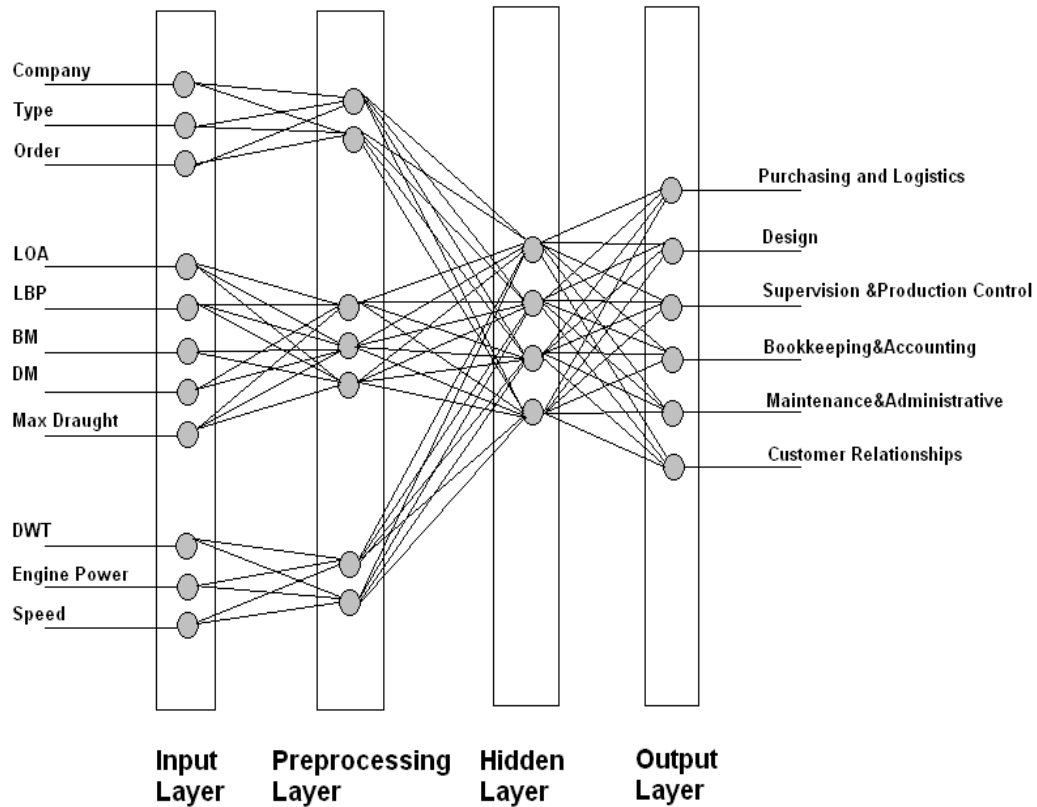 Company
Type
Order
LOA
LBP
BM
DM
Max Draught
DWT
Engine Power
Speed
Purchasing and Logistics
Design
Supervision &Production Control
Bookkeeping&Accounting
Maintenance&Administrative
Customer Relationships
Input
Layer
Preprocessing
Layer
Hidden
Layer
Output
Layer